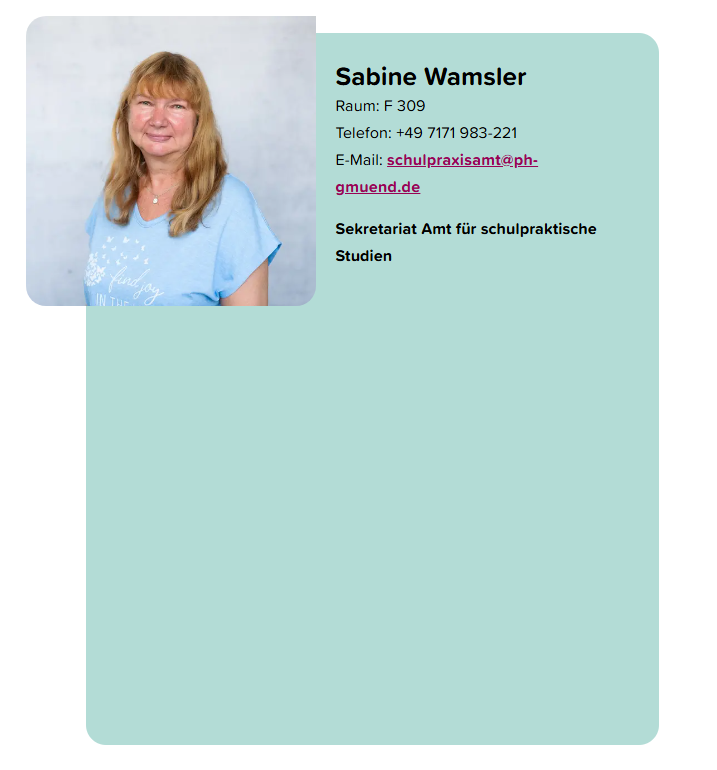 Sabine Wamsler
Raum: F 309
Telefon: +49 7171 983-221
E-Mail: schulpraxisamt@ph-
gmuend.de
Sekretariat Amt für schulpraktische
Studien
find joy
IN THE